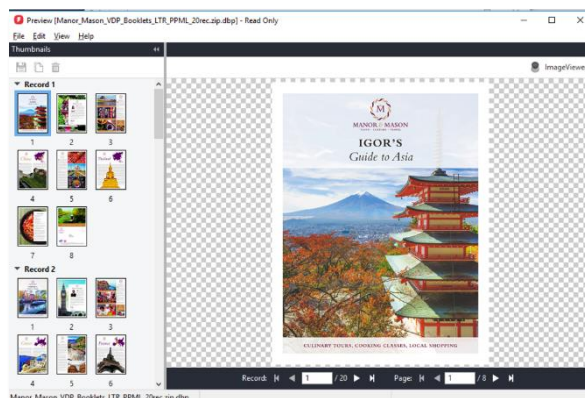 Preview [Manor_Mason_VDP_Booklets_LTR_PPML_20rec.zip.dbp] - Read Only
File Edit View Help
Thumbnails
ImageViewe
Record 1
1 2 3
4 5 6
7 8
Record 2
1 2 3
4 5 6
MANOR & MASON
IGOR'S
Guide to Asia
CULINARY TOURS, COOKING CLASSES, LOCAL SHOPPING
Record: 1 / 20 Page: 1 / 8
Manor_Mason_VDP_Booklets_LTR_PPML_20rec.zip.dbp